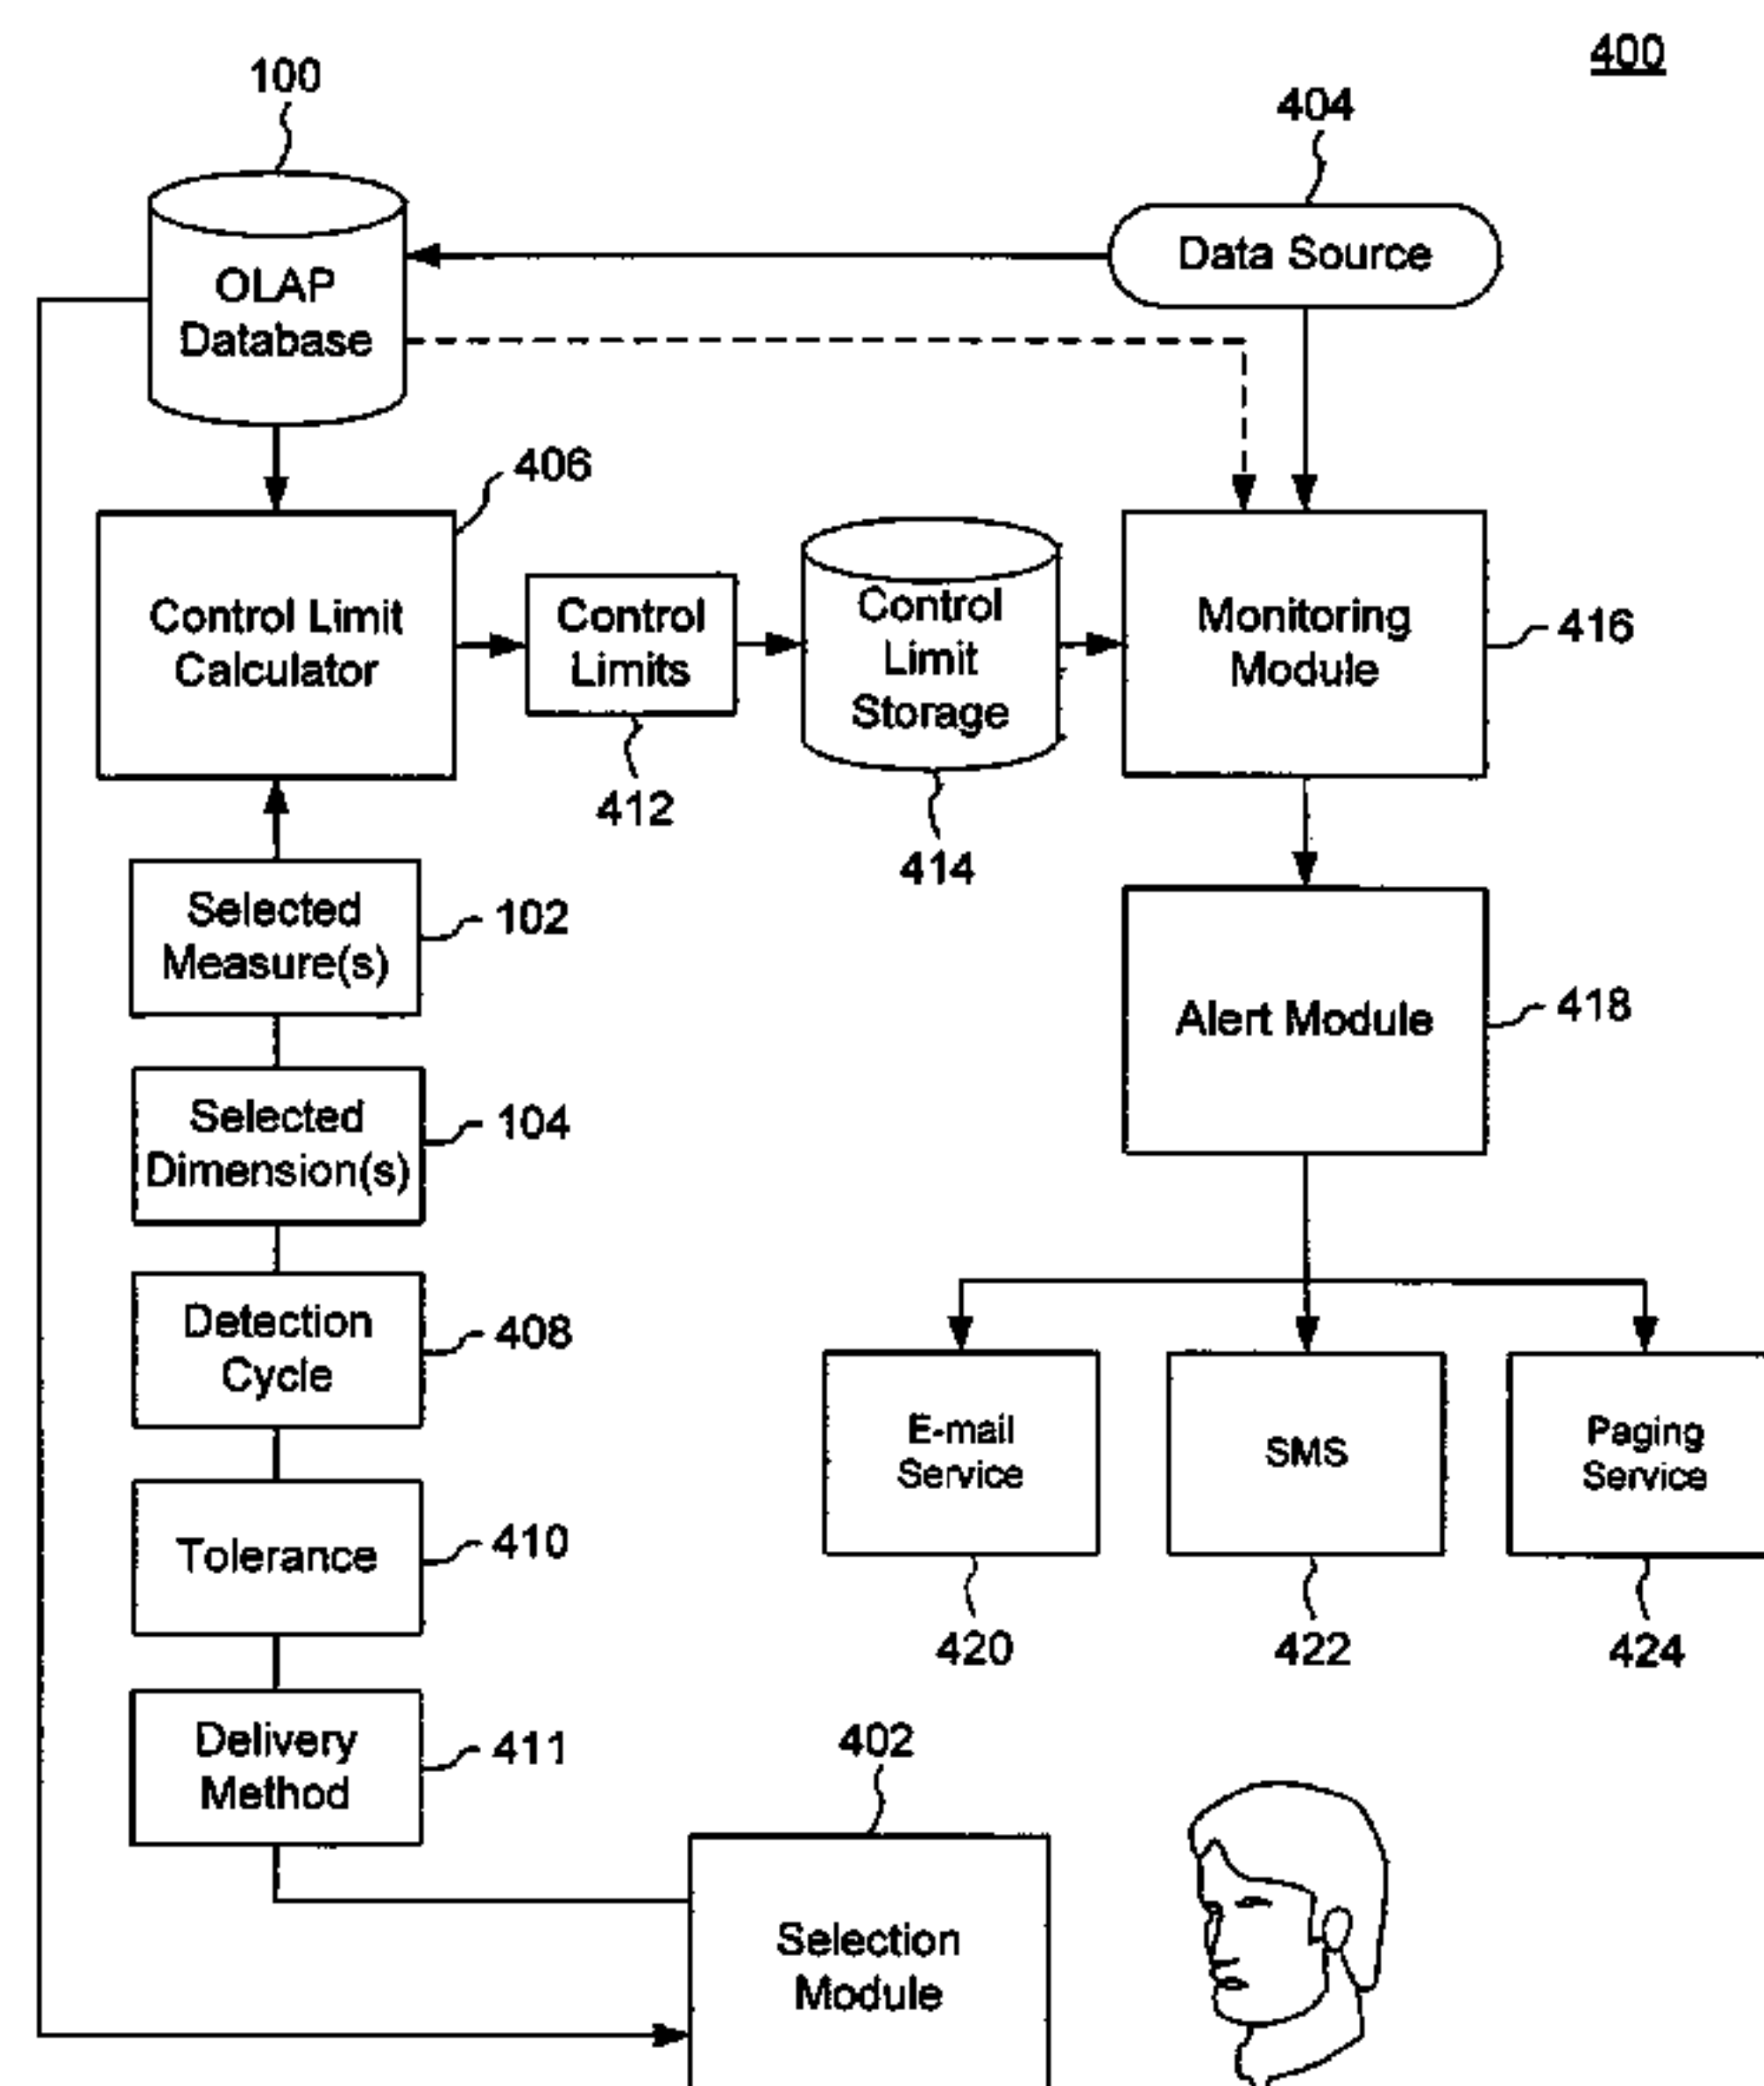 400
100
404
OLAP
Database
Data Source
406
Control Limit
Calculator
Control
Limits
Control
Limit
Storage
Monitoring
Module
416
412
414
Selected
Measure(s)
102
Alert Module
418
Selected
Dimension(s)
104
Detection
Cycle
408
E-mail
Service
SMS
Paging
Service
Tolerance
410
420
422
424
Delivery
Method
411
402
Selection
Module